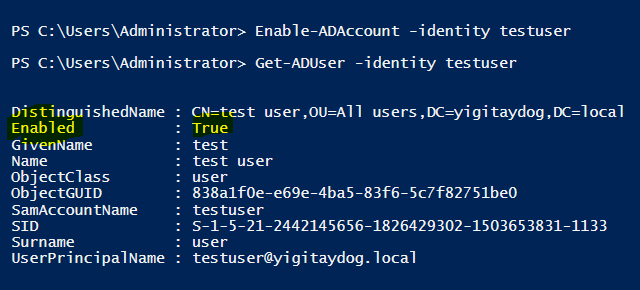 PS C:\Users\Administrator> Enable-ADAccount -identity testuser
PS C:\Users\Administrator> Get-ADUser -identity testuser
DistinguishedName : CN=test user,OU=All users,DC=yigitaydog,DC=local
Enabled : True
GivenName : test
Name : test user
ObjectClass : user
ObjectGUID : 838a1f0e-e69e-4ba5-83f6-5c7f82751be0
SamAccountName : testuser
SID : S-1-5-21-2442145656-1826429302-1503653831-1133
Surname : user
UserPrincipalName : testuser@yigitaydog.local